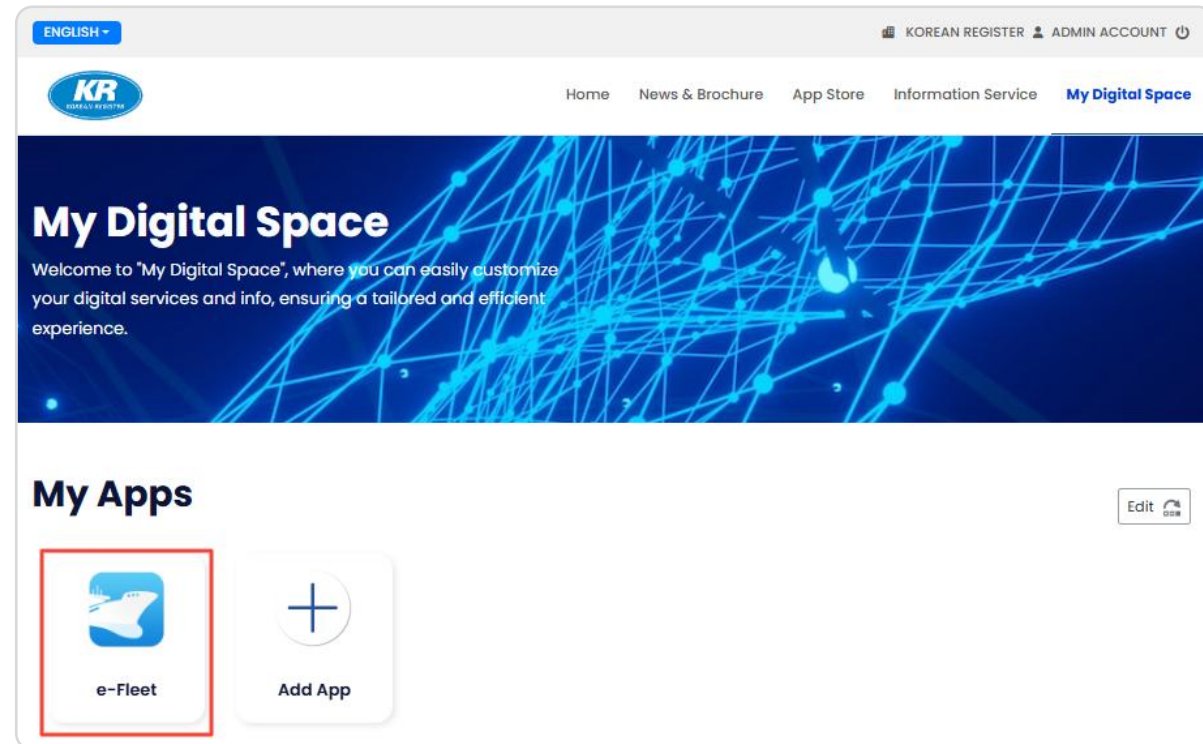 ENGLISH
KOREAN REGISTER ADMIN ACCOUNT
KR
KOREAN REGISTER
Home News & Brochure App Store Information Service My Digital Space
My Digital Space
Welcome to "My Digital Space", where you can easily customize
your digital services and info, ensuring a tailored and efficient
experience.
My Apps
Edit
e-Fleet Add App